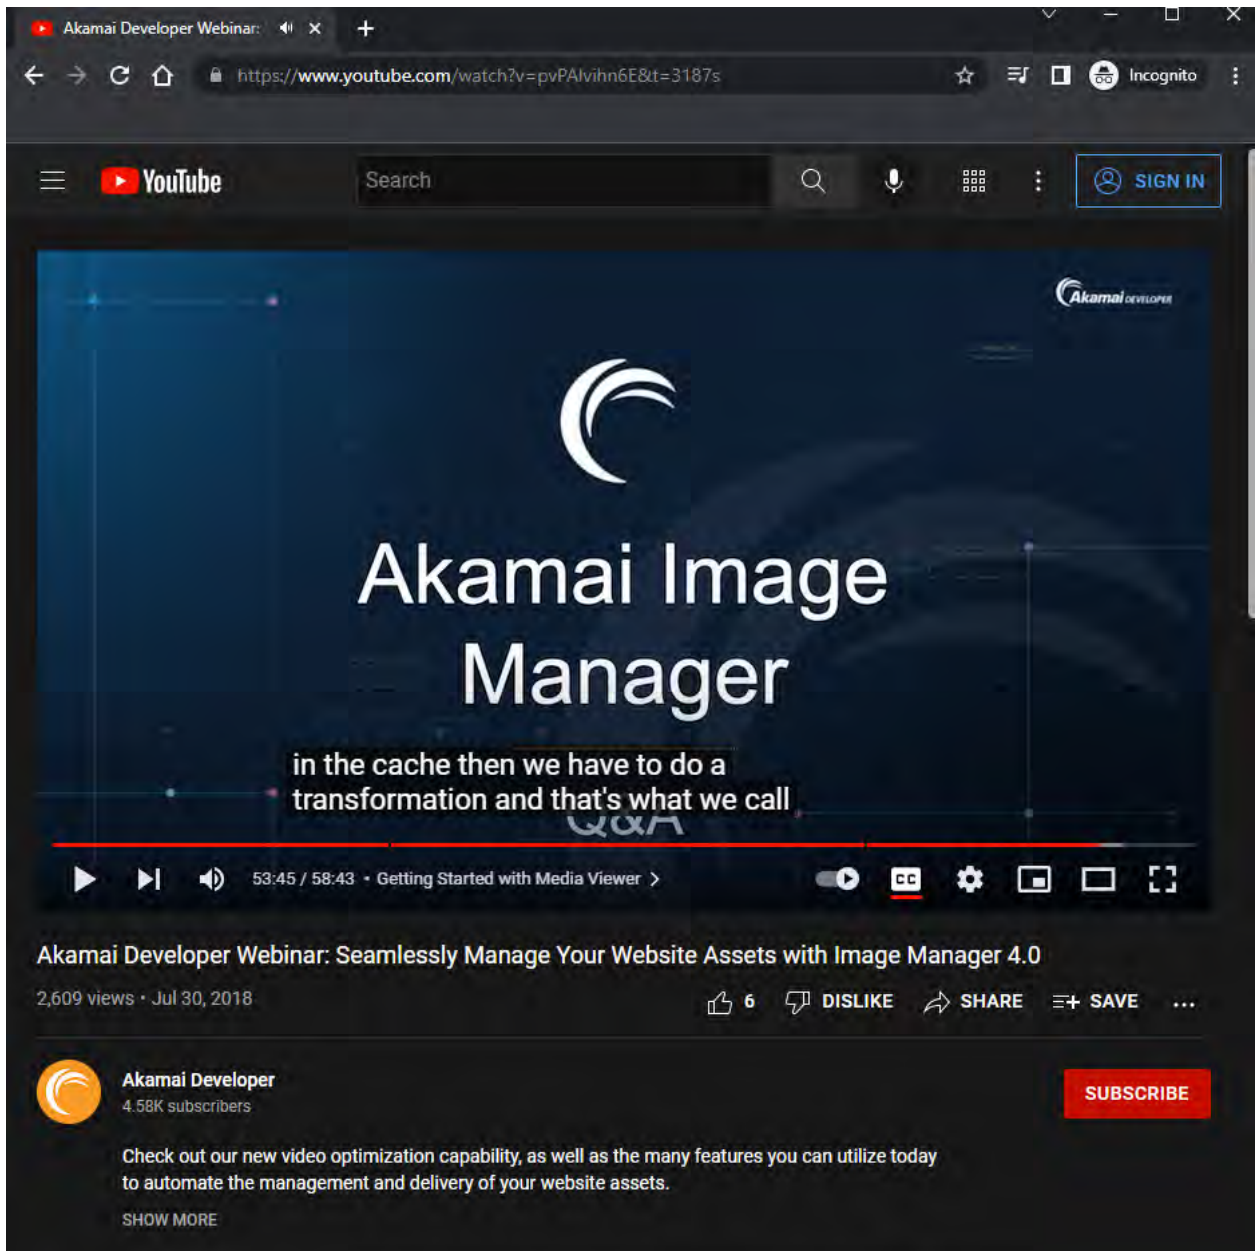 Akamai Developer Webinar:
https://www.youtube.com/watch?v=pvPAIvihn6E&t=3187s
Incognito
YouTube
Search
SIGN IN
Akamai DEVELOPER
Akamai Image
Manager
in the cache then we have to do a
transformation and that's what we call
Q&A
53:45 / 58:43 • Getting Started with Media Viewer
CC
Akamai Developer Webinar: Seamlessly Manage Your Website Assets with Image Manager 4.0
2,609 views • Jul 30, 2018
6 DISLIKE SHARE SAVE ...
Akamai Developer
4.58K subscribers
SUBSCRIBE
Check out our new video optimization capability, as well as the many features you can utilize today
to automate the management and delivery of your website assets.
SHOW MORE